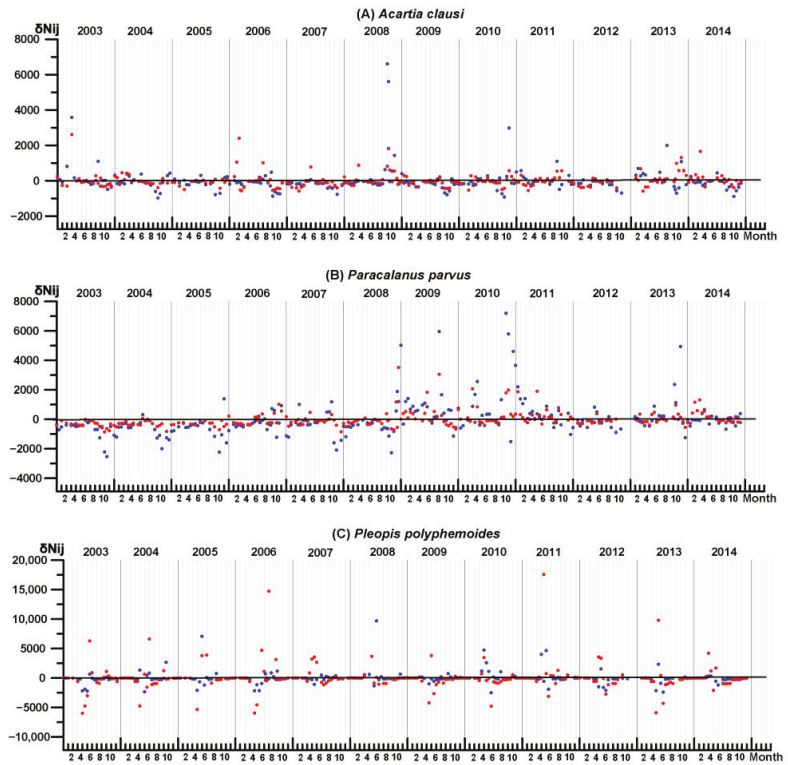 (A) Acartia clausi
δNij
2003 2004 2005 2006 2007 2008 2009 2010 2011 2012 2013 2014
8000
6000
4000
2000
0
−2000
2 4 6 8 10 2 4 6 8 10 2 4 6 8 10 2 4 6 8 10 2 4 6 8 10 2 4 6 8 10 2 4 6 8 10 2 4 6 8 10 2 4 6 8 10 2 4 6 8 10 2 4 6 8 10 2 4 6 8 10 Month
(B) Paracalanus parvus
δNij
2003 2004 2005 2006 2007 2008 2009 2010 2011 2012 2013 2014
8000
6000
4000
2000
0
−2000
−4000
2 4 6 8 10 2 4 6 8 10 2 4 6 8 10 2 4 6 8 10 2 4 6 8 10 2 4 6 8 10 2 4 6 8 10 2 4 6 8 10 2 4 6 8 10 2 4 6 8 10 2 4 6 8 10 2 4 6 8 10 Month
(C) Pleopis polyphemoides
δNij
2003 2004 2005 2006 2007 2008 2009 2010 2011 2012 2013 2014
20,000
15,000
10,000
5000
0
−5000
−10,000
2 4 6 8 10 2 4 6 8 10 2 4 6 8 10 2 4 6 8 10 2 4 6 8 10 2 4 6 8 10 2 4 6 8 10 2 4 6 8 10 2 4 6 8 10 2 4 6 8 10 2 4 6 8 10 2 4 6 8 10 Month